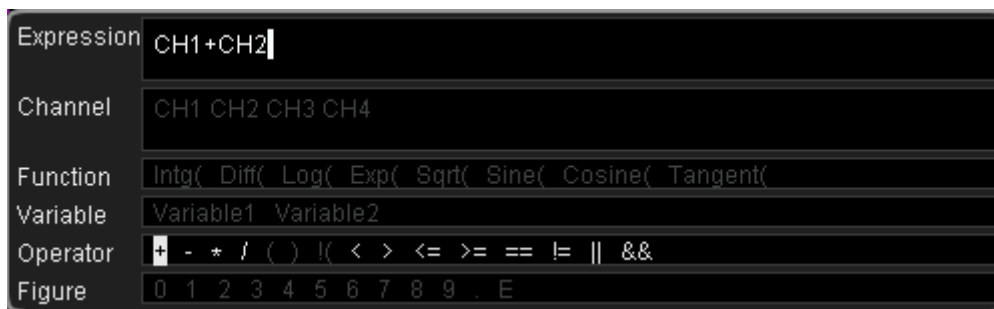 Expression CH1+CH2
Channel CH1 CH2 CH3 CH4
Function Intg( Diff( Log( Exp( Sqrt( Sine( Cosine( Tangent(
Variable Variable1 Variable2
Operator + - * / ( ) !( < > <= >= == != || &&
Figure 0 1 2 3 4 5 6 7 8 9 . E